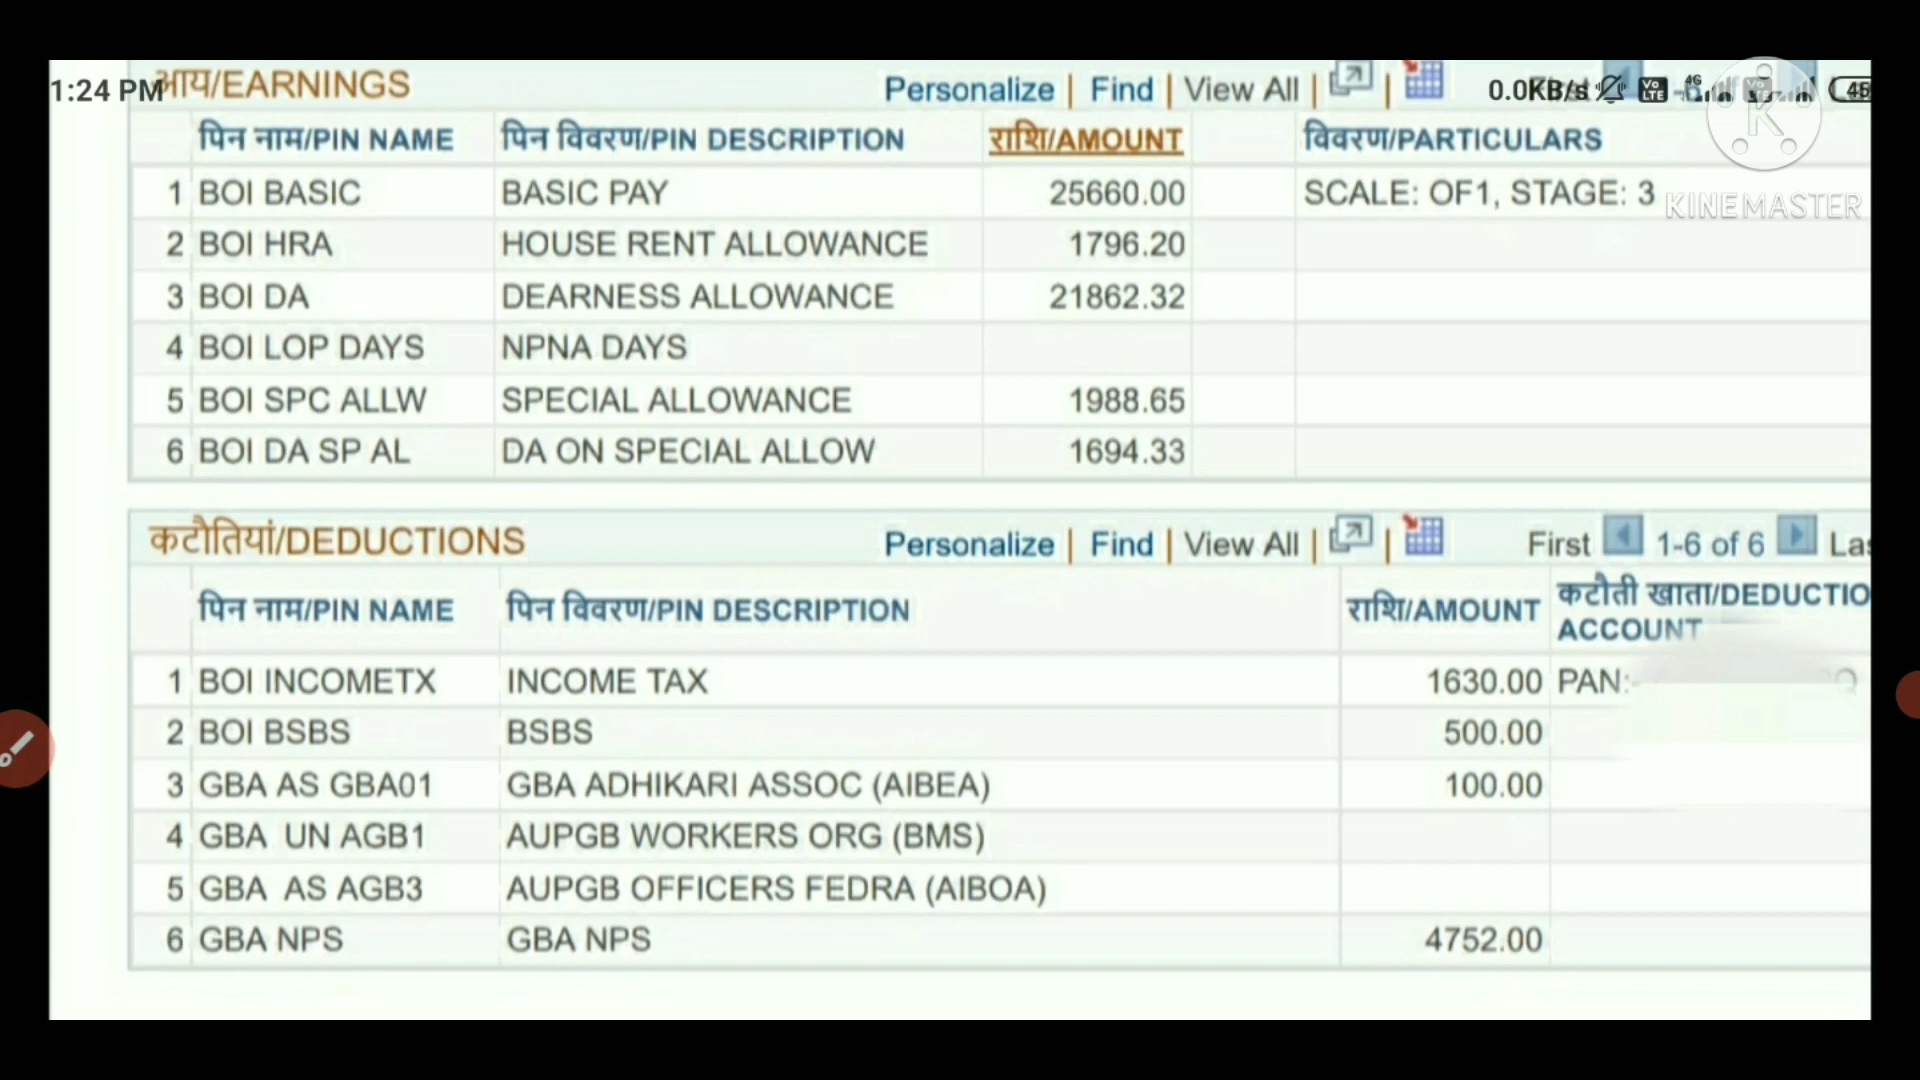 1:24 PM
आय/EARNINGS Personalize | Find | View All | | 0.0KB/s
पिन नाम/PIN NAME पिन विवरण/PIN DESCRIPTION राशि/AMOUNT विवरण/PARTICULARS
1 BOI BASIC BASIC PAY 25660.00 SCALE: OF1, STAGE: 3
KINEMASTER
2 BOI HRA HOUSE RENT ALLOWANCE 1796.20
3 BOI DA DEARNESS ALLOWANCE 21862.32
4 BOI LOP DAYS NPNA DAYS
5 BOI SPC ALLW SPECIAL ALLOWANCE 1988.65
6 BOI DA SP AL DA ON SPECIAL ALLOW 1694.33
कटौतियां/DEDUCTIONS Personalize | Find | View All | | First 1-6 of 6 Las
पिन नाम/PIN NAME पिन विवरण/PIN DESCRIPTION राशि/AMOUNT कटौती खाता/DEDUCTIO
ACCOUNT
1 BOI INCOMETX INCOME TAX 1630.00 PAN:-
2 BOI BSBS BSBS 500.00
3 GBA AS GBA01 GBA ADHIKARI ASSOC (AIBEA) 100.00
4 GBA UN AGB1 AUPGB WORKERS ORG (BMS)
5 GBA AS AGB3 AUPGB OFFICERS FEDRA (AIBOA)
6 GBA NPS GBA NPS 4752.00